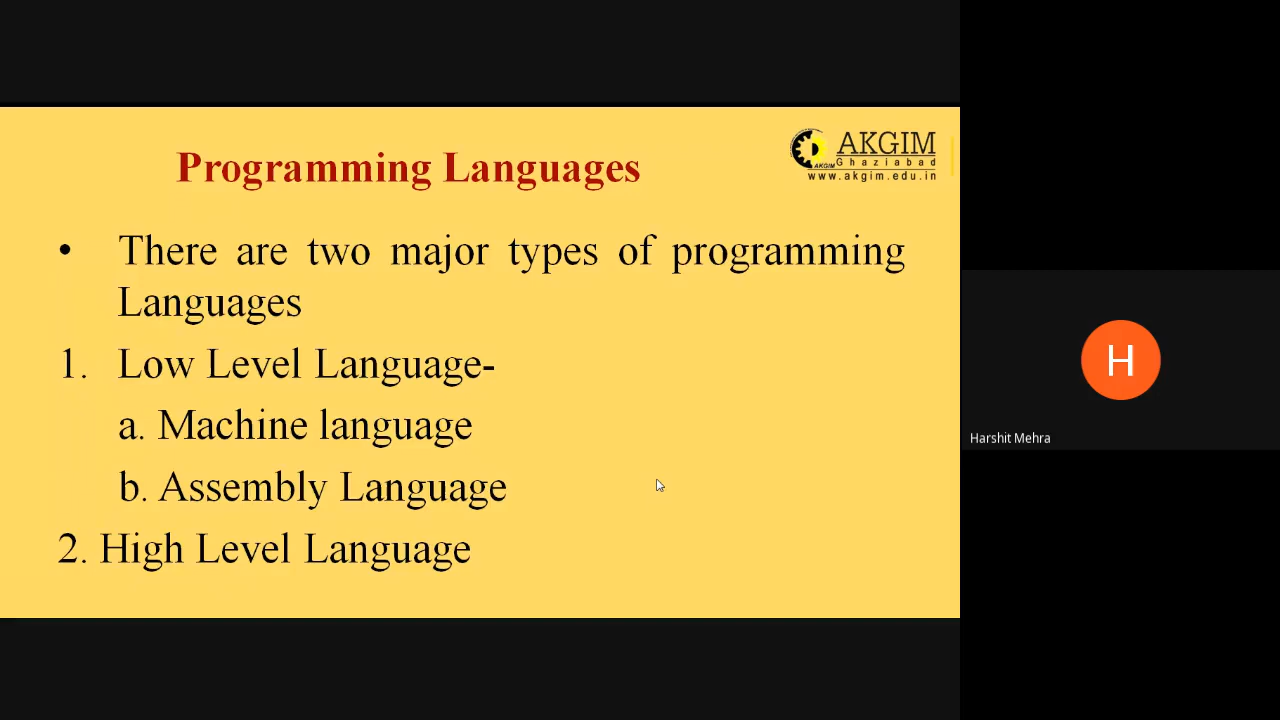 Programming Languages
AKGIM
AKGIM
Ghaziabad
www.akgim.edu.in
• There are two major types of programming
Languages
1. Low Level Language-
a. Machine language
b. Assembly Language
2. High Level Language
H
Harshit Mehra